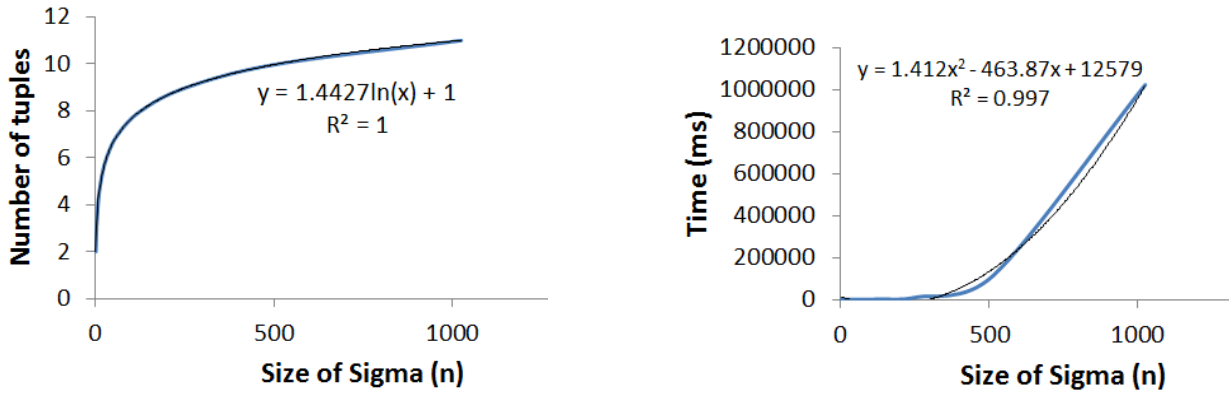 Number of tuples
12
10
8
6
4
2
0
y = 1.4427ln(x) + 1
R² = 1
0 500 1000
Size of Sigma (n)
Time (ms)
1200000
1000000
800000
600000
400000
200000
0
y = 1.412x² - 463.87x + 12579
R² = 0.997
0 500 1000
Size of Sigma (n)